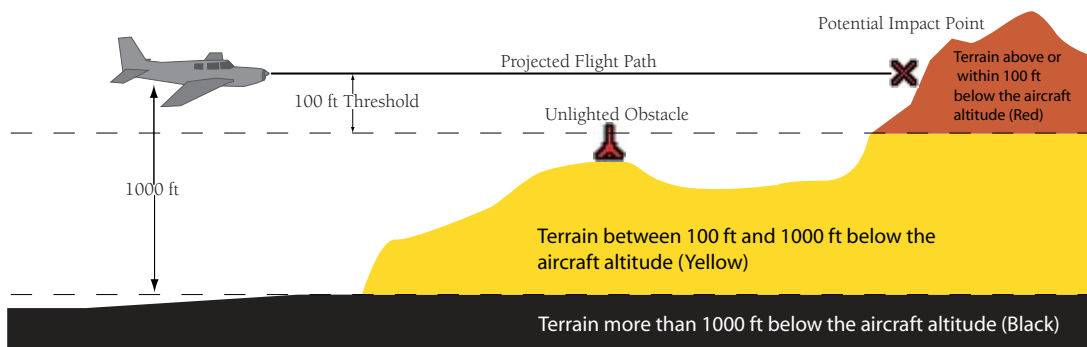 Potential Impact Point
Projected Flight Path
Terrain above or
within 100 ft
below the aircraft
altitude (Red)
100 ft Threshold
Unlighted Obstacle
1000 ft
Terrain between 100 ft and 1000 ft below the
aircraft altitude (Yellow)
Terrain more than 1000 ft below the aircraft altitude (Black)